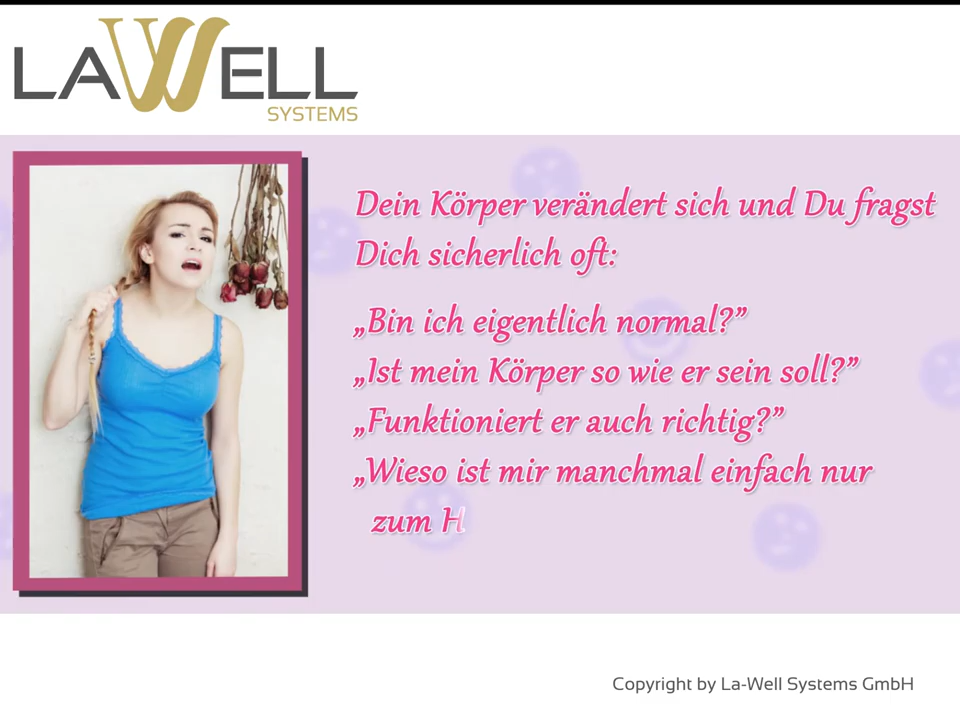 LAWELL
SYSTEMS
Dein Körper verändert sich und Du fragst
Dich sicherlich oft:
„Bin ich eigentlich normal?”
„Ist mein Körper so wie er sein soll?”
„Funktioniert er auch richtig?”
„Wieso ist mir manchmal einfach nur
zum H
Copyright by La-Well Systems GmbH